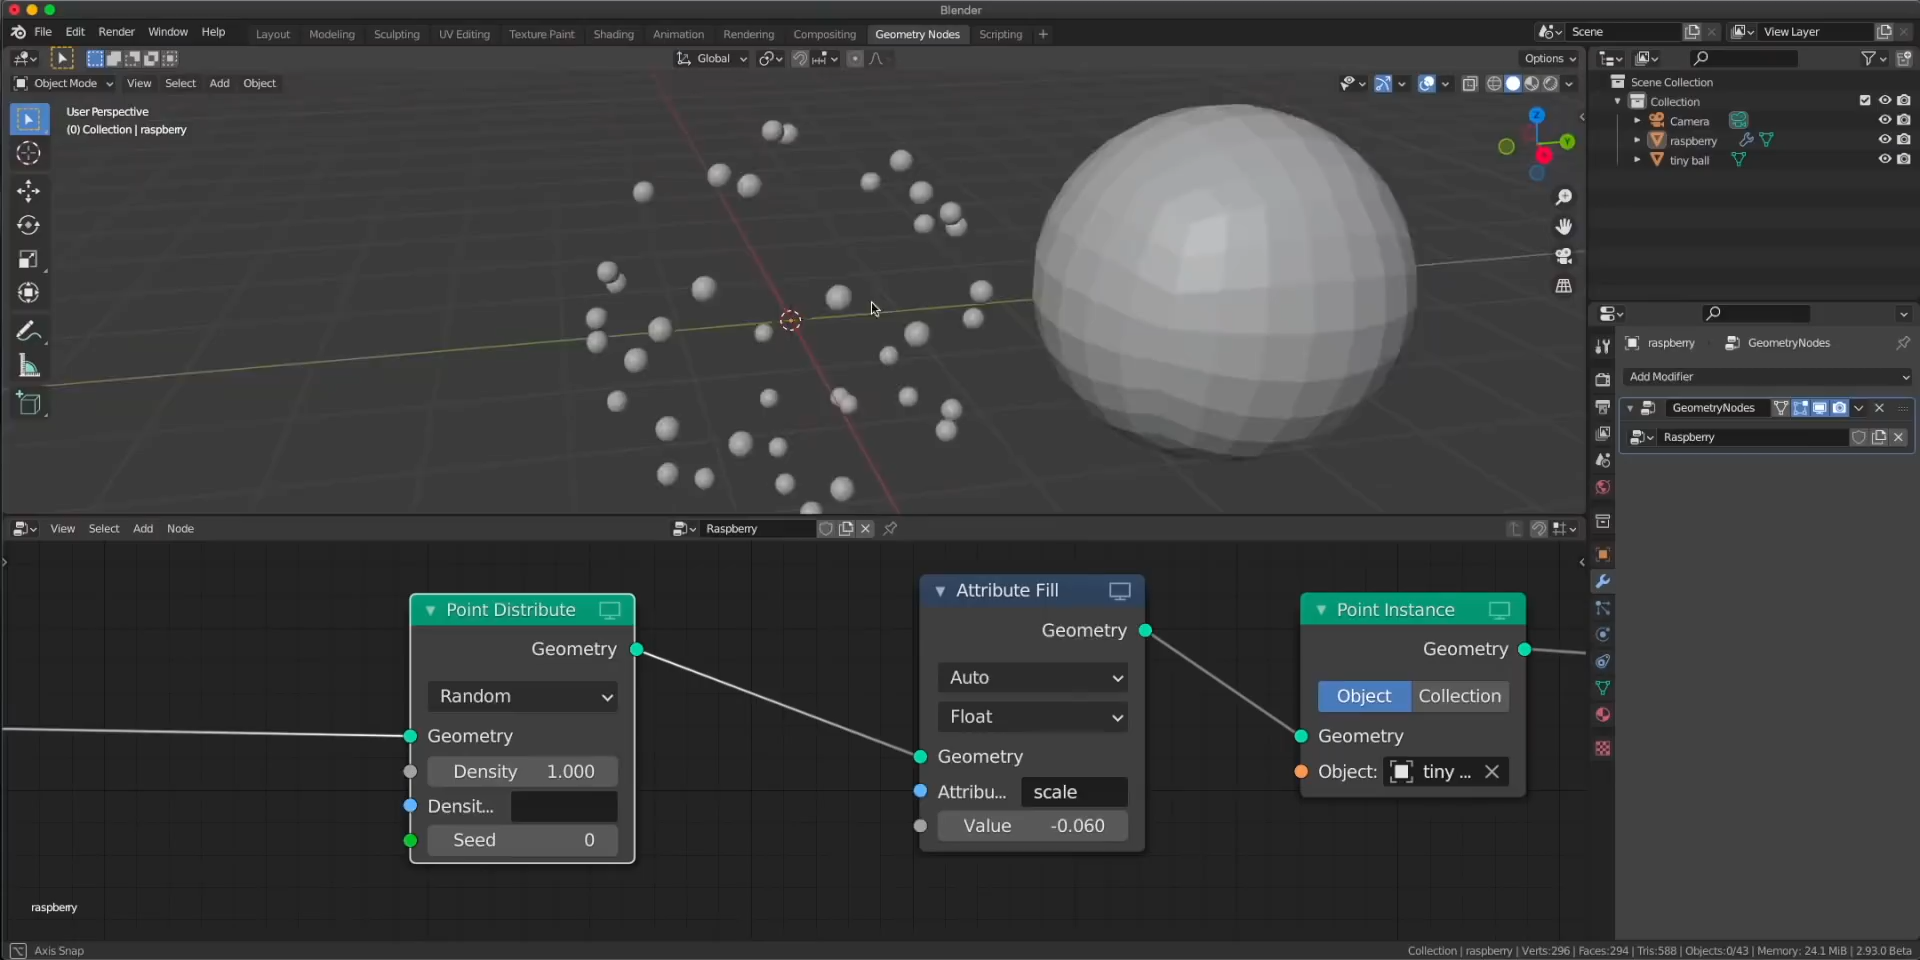 Blender
File Edit Render Window Help Layout Modeling Sculpting UV Editing Texture Paint Shading Animation Rendering Compositing Geometry Nodes Scripting + Scene View Layer
Global Options
Object Mode View Select Add Object
User Perspective
(0) Collection | raspberry
Z
Y
Scene Collection
Collection
Camera
raspberry
tiny ball
raspberry GeometryNodes
Add Modifier
GeometryNodes
Raspberry
View Select Add Node Raspberry
Point Distribute
Geometry
Random
Geometry
Density 1.000
Densit...
Seed 0
Attribute Fill
Geometry
Auto
Float
Geometry
Attribu... scale
Value -0.060
Point Instance
Geometry
Object Collection
Geometry
Object: tiny ...
raspberry
Axis Snap
Collection | raspberry | Verts:296 | Faces:294 | Tris:588 | Objects:0/43 | Memory: 24.1 MiB | 2.93.0 Beta